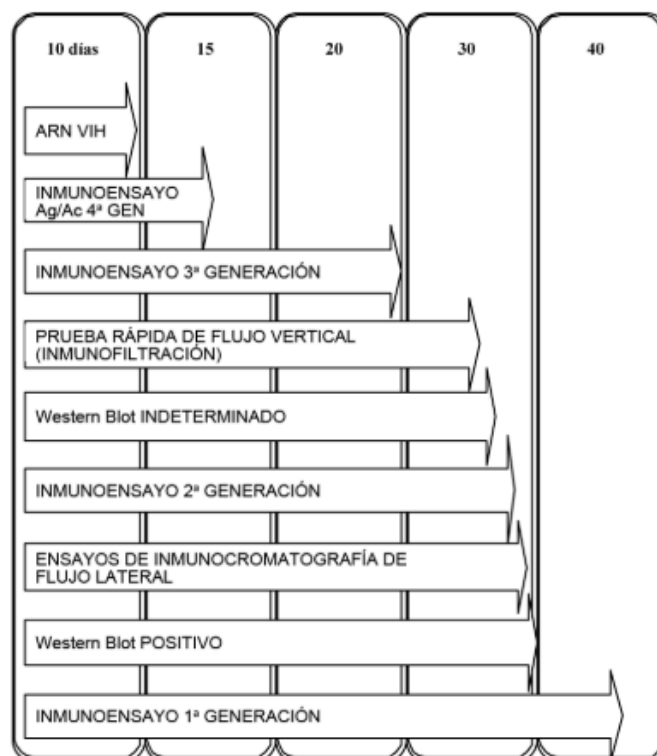 10 días 15 20 30 40
ARN VIH
INMUNOENSAYO
Ag/Ac 4ª GEN
INMUNOENSAYO 3ª GENERACIÓN
PRUEBA RÁPIDA DE FLUJO VERTICAL
(INMUNOFILTRACIÓN)
Western Blot INDETERMINADO
INMUNOENSAYO 2ª GENERACIÓN
ENSAYOS DE INMUNOCROMATOGRAFÍA DE
FLUJO LATERAL
Western Blot POSITIVO
INMUNOENSAYO 1ª GENERACIÓN